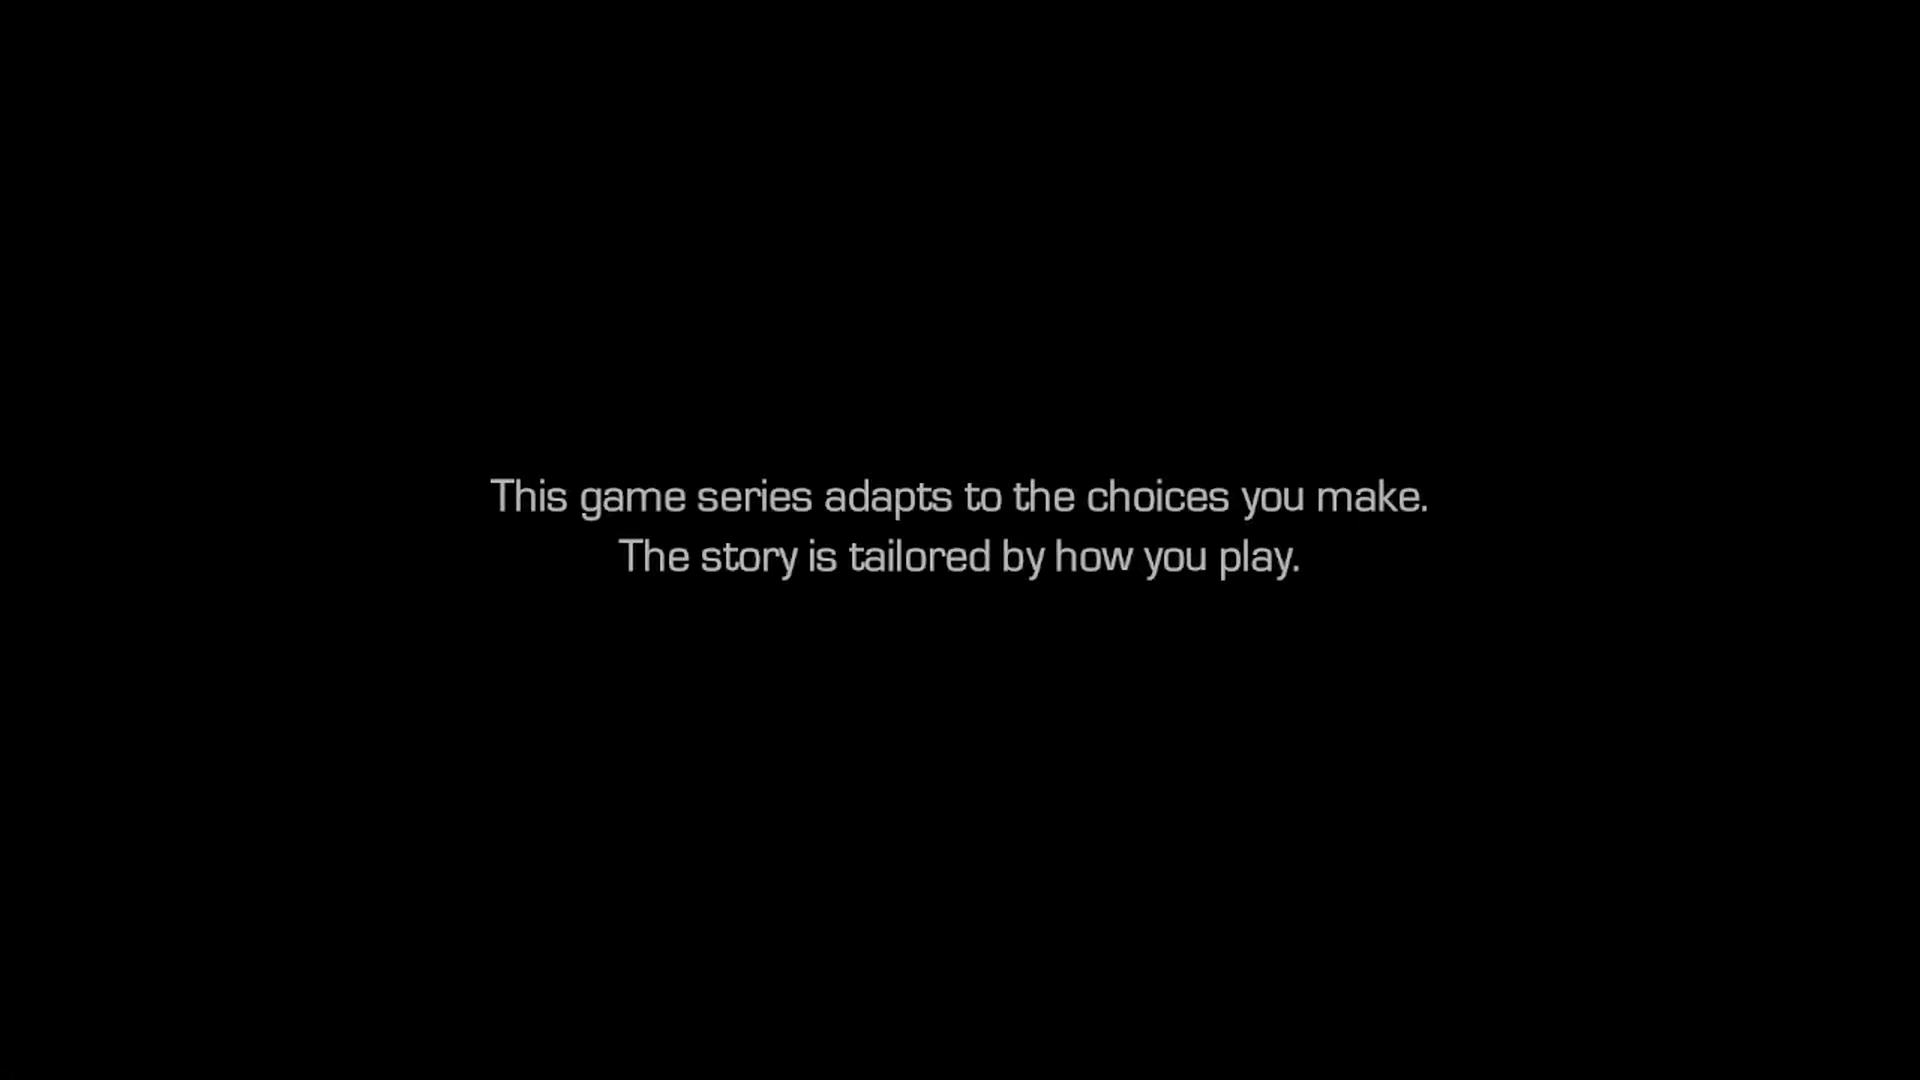 This game series adapts to the choices you make.
The story is tailored by how you play.